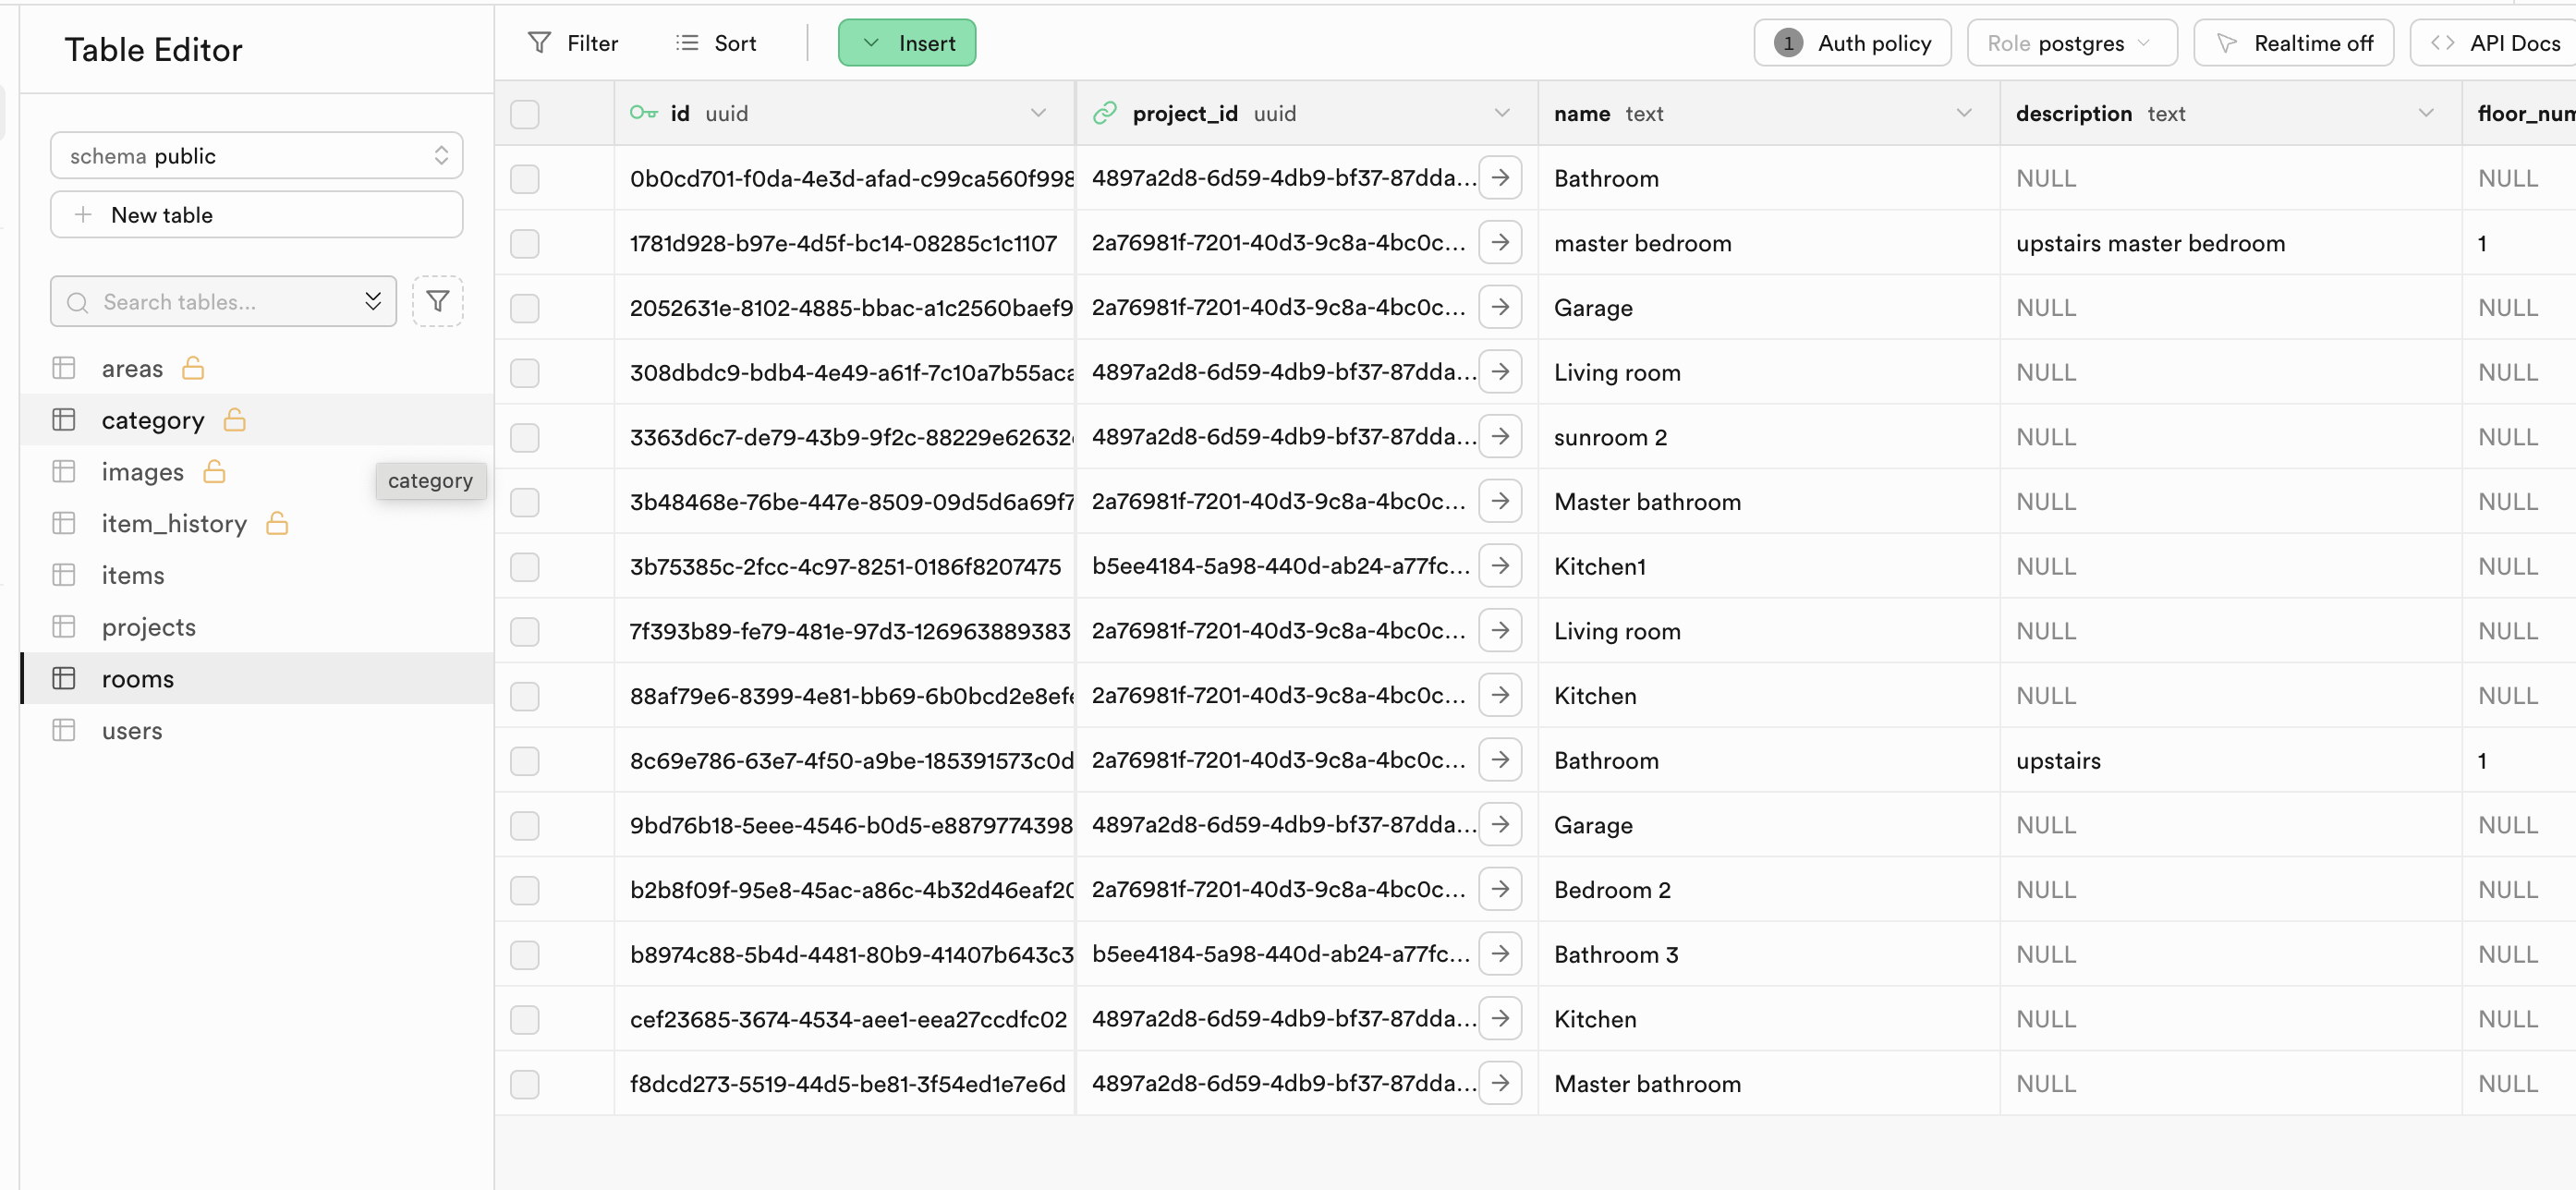 Table Editor
schema public
New table
Search tables...
areas
category
images
category
item_history
items
projects
rooms
users
Filter Sort Insert 1 Auth policy Role postgres Realtime off API Docs
id uuid project_id uuid name text description text floor_num
0b0cd701-f0da-4e3d-afad-c99ca560f998 4897a2d8-6d59-4db9-bf37-87dda... Bathroom NULL NULL
1781d928-b97e-4d5f-bc14-08285c1c1107 2a76981f-7201-40d3-9c8a-4bc0c... master bedroom upstairs master bedroom 1
2052631e-8102-4885-bbac-a1c2560baef9 2a76981f-7201-40d3-9c8a-4bc0c... Garage NULL NULL
308dbdc9-bdb4-4e49-a61f-7c10a7b55aca 4897a2d8-6d59-4db9-bf37-87dda... Living room NULL NULL
3363d6c7-de79-43b9-9f2c-88229e62632 4897a2d8-6d59-4db9-bf37-87dda... sunroom 2 NULL NULL
3b48468e-76be-447e-8509-09d5d6a69f7 2a76981f-7201-40d3-9c8a-4bc0c... Master bathroom NULL NULL
3b75385c-2fcc-4c97-8251-0186f8207475 b5ee4184-5a98-440d-ab24-a77fc... Kitchen1 NULL NULL
7f393b89-fe79-481e-97d3-126963889383 2a76981f-7201-40d3-9c8a-4bc0c... Living room NULL NULL
88af79e6-8399-4e81-bb69-6b0bcd2e8efe 2a76981f-7201-40d3-9c8a-4bc0c... Kitchen NULL NULL
8c69e786-63e7-4f50-a9be-185391573c0d 2a76981f-7201-40d3-9c8a-4bc0c... Bathroom upstairs 1
9bd76b18-5eee-4546-b0d5-e8879774398 4897a2d8-6d59-4db9-bf37-87dda... Garage NULL NULL
b2b8f09f-95e8-45ac-a86c-4b32d46eaf20 2a76981f-7201-40d3-9c8a-4bc0c... Bedroom 2 NULL NULL
b8974c88-5b4d-4481-80b9-41407b643c3 b5ee4184-5a98-440d-ab24-a77fc... Bathroom 3 NULL NULL
cef23685-3674-4534-aee1-eea27ccdfc02 4897a2d8-6d59-4db9-bf37-87dda... Kitchen NULL NULL
f8dcd273-5519-44d5-be81-3f54ed1e7e6d 4897a2d8-6d59-4db9-bf37-87dda... Master bathroom NULL NULL